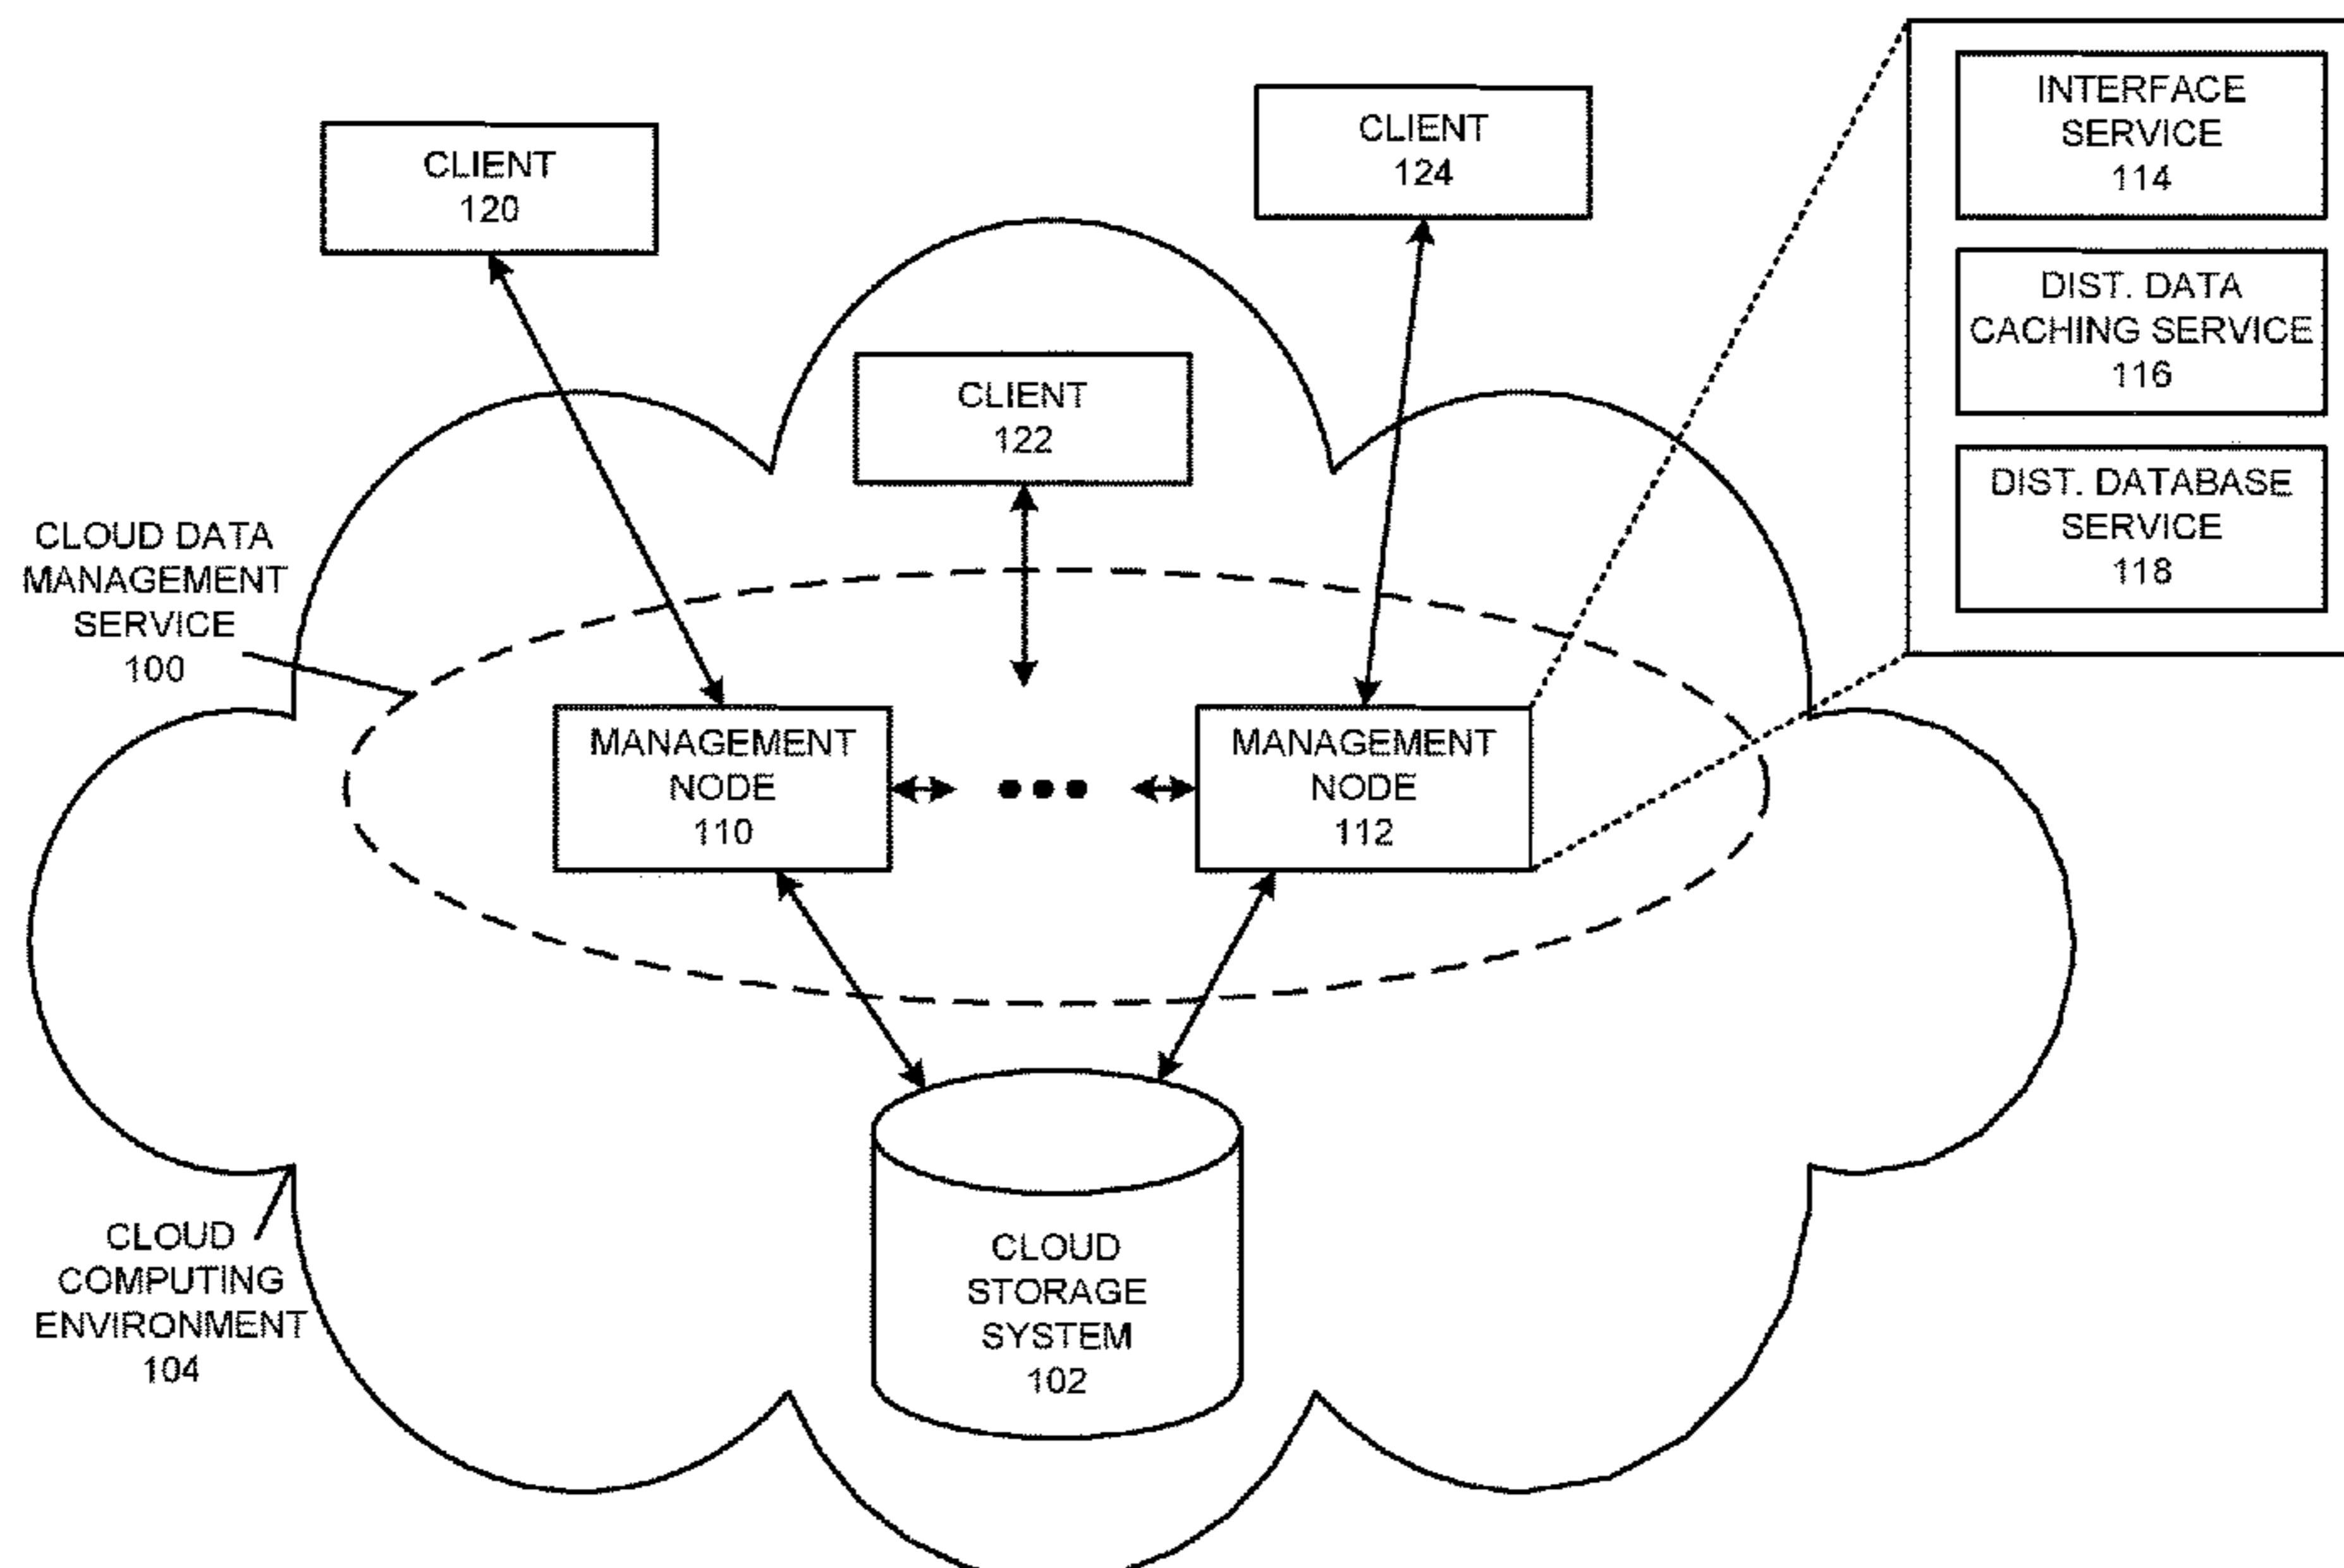 CLIENT
120
CLIENT
124
INTERFACE
SERVICE
114
DIST. DATA
CACHING SERVICE
116
DIST. DATABASE
SERVICE
118
CLIENT
122
CLOUD DATA
MANAGEMENT
SERVICE
100
MANAGEMENT
NODE
110
MANAGEMENT
NODE
112
CLOUD
COMPUTING
ENVIRONMENT
104
CLOUD
STORAGE
SYSTEM
102